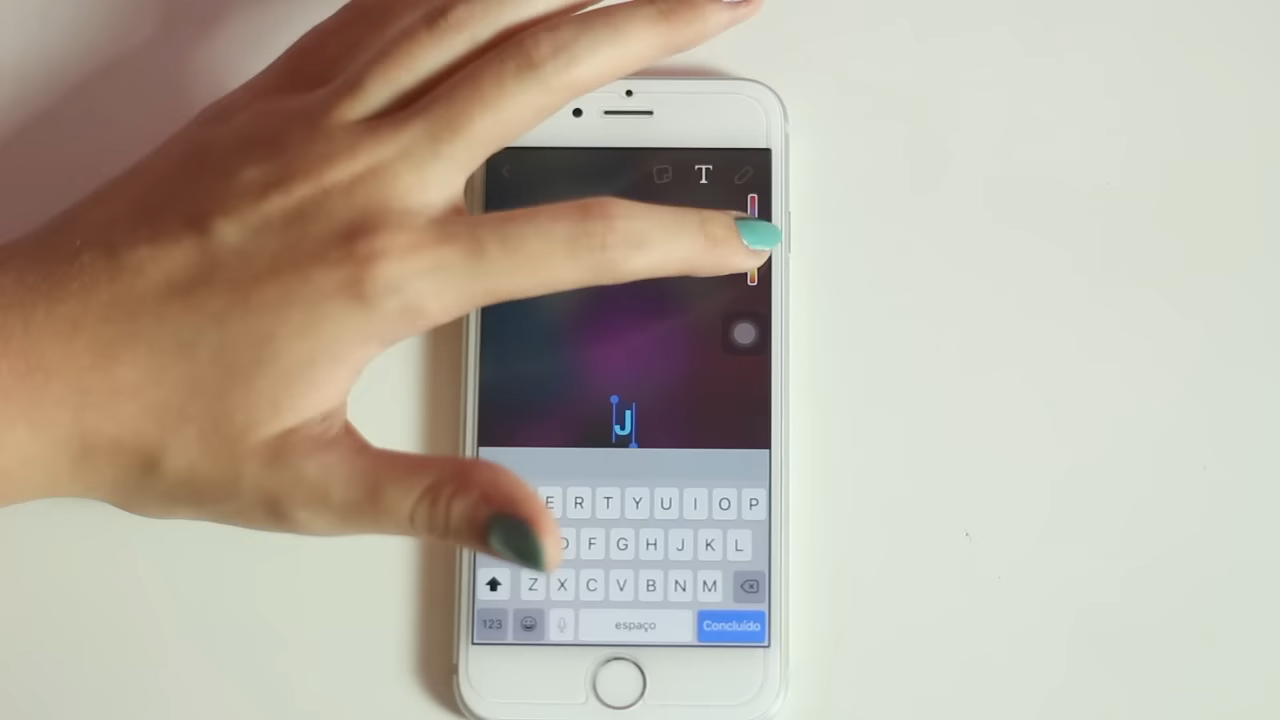 T
J
E R T Y U I O P
D F G H J K L
Z X C V B N M
123 espaço Concluído